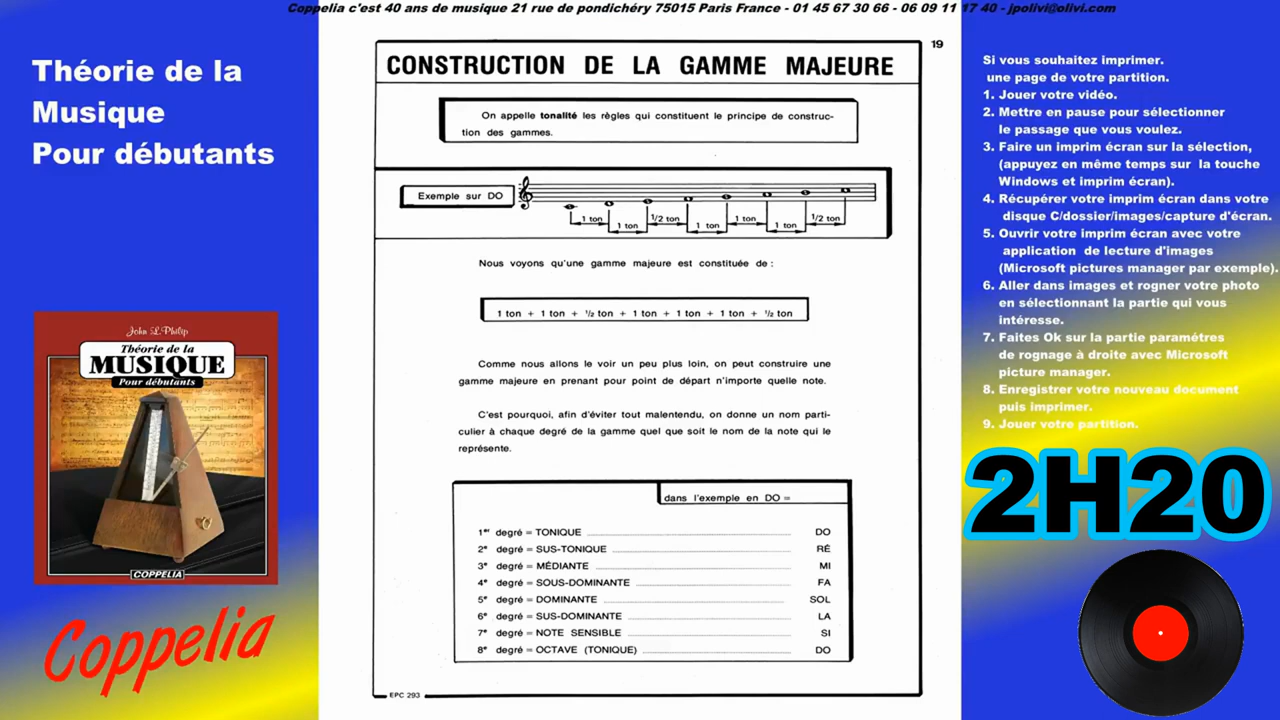 Coppelia c'est 40 ans de musique 21 rue de pondichéry 75015 Paris France - 01 45 67 30 66 - 06 09 11 17 40 - jpolivi@olivi.com
Théorie de la
Musique
Pour débutants
John L. Philip
Théorie de la
MUSIQUE
Pour débutants
COPPELIA
Coppelia
19
CONSTRUCTION DE LA GAMME MAJEURE
On appelle tonalité les règles qui constituent le principe de construc-
tion des gammes.
Exemple sur DO
1 ton 1 ton 1/2 ton 1 ton 1 ton 1 ton 1/2 ton
Nous voyons qu'une gamme majeure est constituée de :
1 ton + 1 ton + 1/2 ton + 1 ton + 1 ton + 1 ton + 1/2 ton
Comme nous allons le voir un peu plus loin, on peut construire une
gamme majeure en prenant pour point de départ n'importe quelle note.
C'est pourquoi, afin d'éviter tout malentendu, on donne un nom parti-
culier à chaque degré de la gamme quel que soit le nom de la note qui le
représente.
dans l'exemple en DO =
1er degré = TONIQUE DO
2e degré = SUS-TONIQUE RÉ
3e degré = MÉDIANTE MI
4e degré = SOUS-DOMINANTE FA
5e degré = DOMINANTE SOL
6e degré = SUS-DOMINANTE LA
7e degré = NOTE SENSIBLE SI
8e degré = OCTAVE (TONIQUE) DO
EPC 293
Si vous souhaitez imprimer.
une page de votre partition.
1. Jouer votre vidéo.
2. Mettre en pause pour sélectionner
le passage que vous voulez.
3. Faire un imprim écran sur la sélection,
(appuyez en même temps sur la touche
Windows et imprim écran).
4. Récupérer votre imprim écran dans votre
disque C/dossier/images/capture d'écran.
5. Ouvrir votre imprim écran avec votre
application de lecture d'images
(Microsoft pictures manager par exemple).
6. Aller dans images et rogner votre photo
en sélectionnant la partie qui vous
intéresse.
7. Faites Ok sur la partie paramétres
de rognage à droite avec Microsoft
picture manager.
8. Enregistrer votre nouveau document
puis imprimer.
9. Jouer votre partition.
2H20